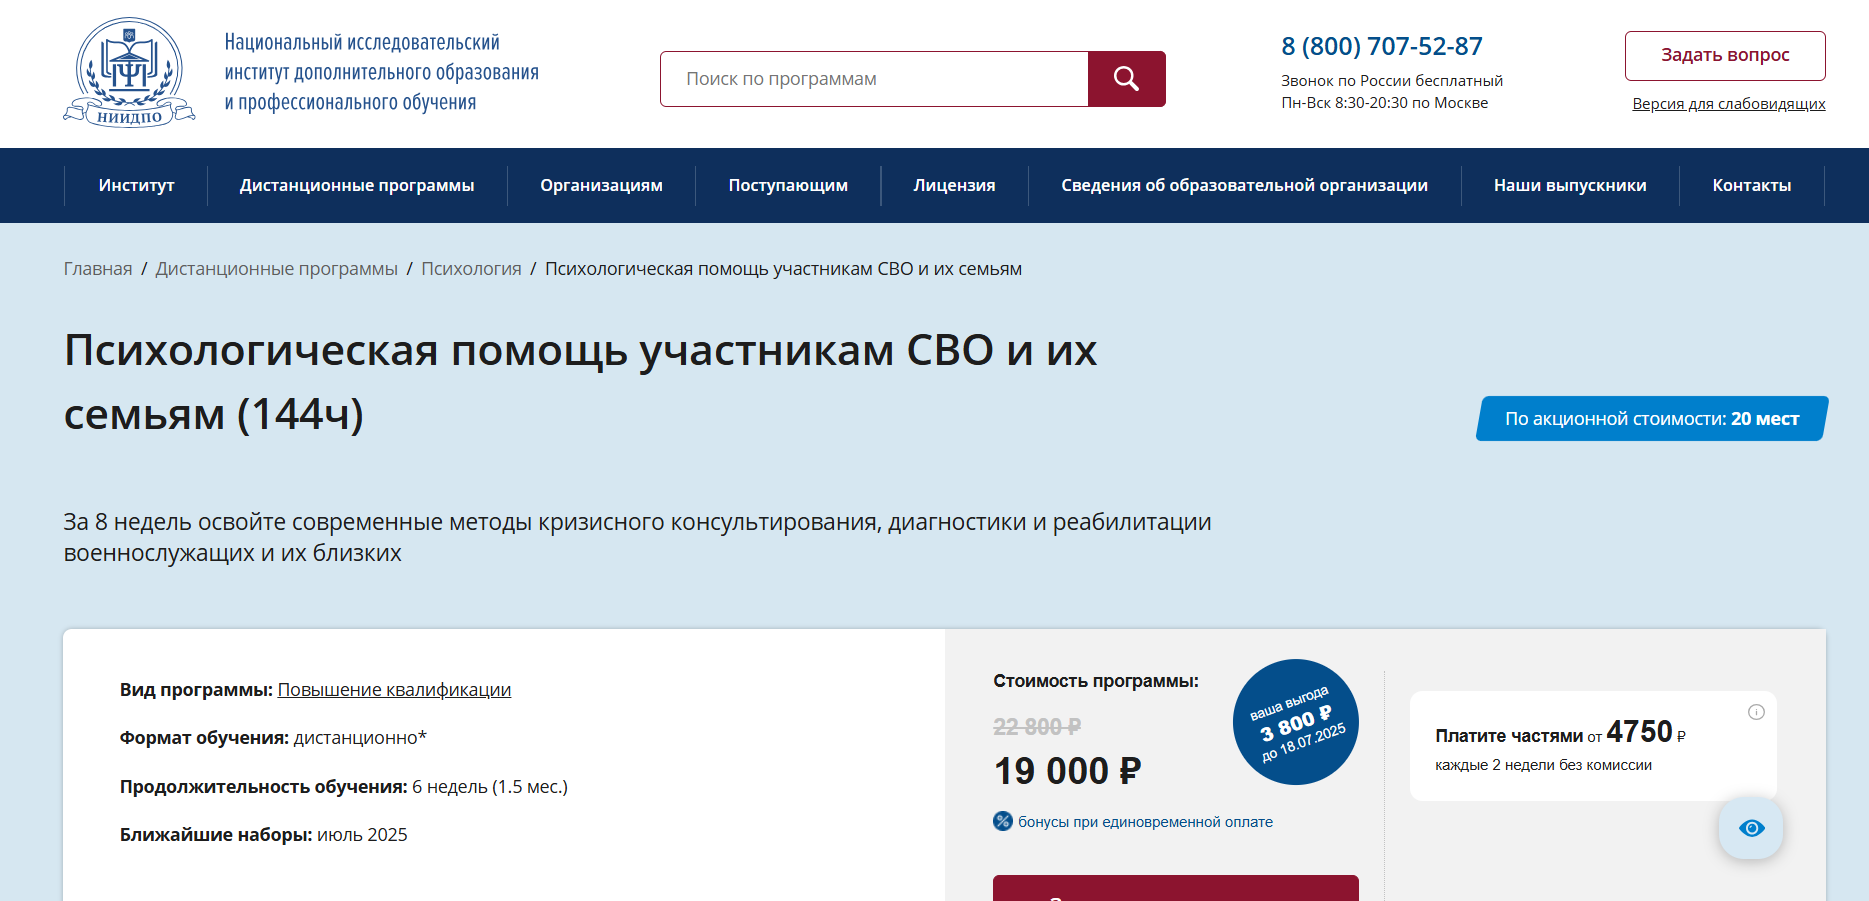 НИИДПО
Национальный исследовательский
институт дополнительного образования
и профессионального обучения
Поиск по программам
8 (800) 707-52-87
Звонок по России бесплатный
Пн-Вск 8:30-20:30 по Москве
Задать вопрос
Версия для слабовидящих
Институт
Дистанционные программы
Организациям
Поступающим
Лицензия
Сведения об образовательной организации
Наши выпускники
Контакты
Главная / Дистанционные программы / Психология / Психологическая помощь участникам СВО и их семьям
Психологическая помощь участникам СВО и их
семьям (144ч)
По акционной стоимости: 20 мест
За 8 недель освойте современные методы кризисного консультирования, диагностики и реабилитации
военнослужащих и их близких
Вид программы: Повышение квалификации
Формат обучения: дистанционно*
Продолжительность обучения: 6 недель (1.5 мес.)
Ближайшие наборы: июль 2025
Стоимость программы:
22 800 ₽
19 000 ₽
бонусы при единовременной оплате
ваша выгода
3 800 ₽
до 18.07.2025
Платите частями от 4750 ₽
каждые 2 недели без комиссии